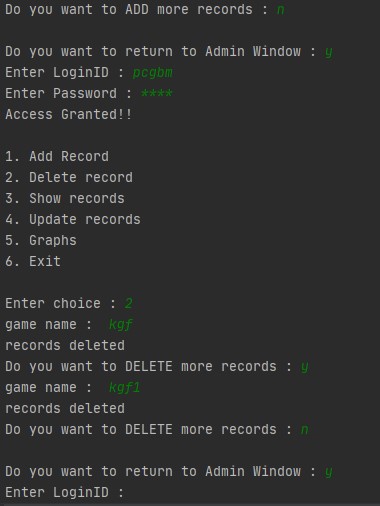 Do you want to ADD more records : n
Do you want to return to Admin Window : y
Enter LoginID : pcgbm
Enter Password : ****
Access Granted!!
1. Add Record
2. Delete record
3. Show records
4. Update records
5. Graphs
6. Exit
Enter choice : 2
game name :  kgf
records deleted
Do you want to DELETE more records : y
game name :  kgf1
records deleted
Do you want to DELETE more records : n
Do you want to return to Admin Window : y
Enter LoginID :